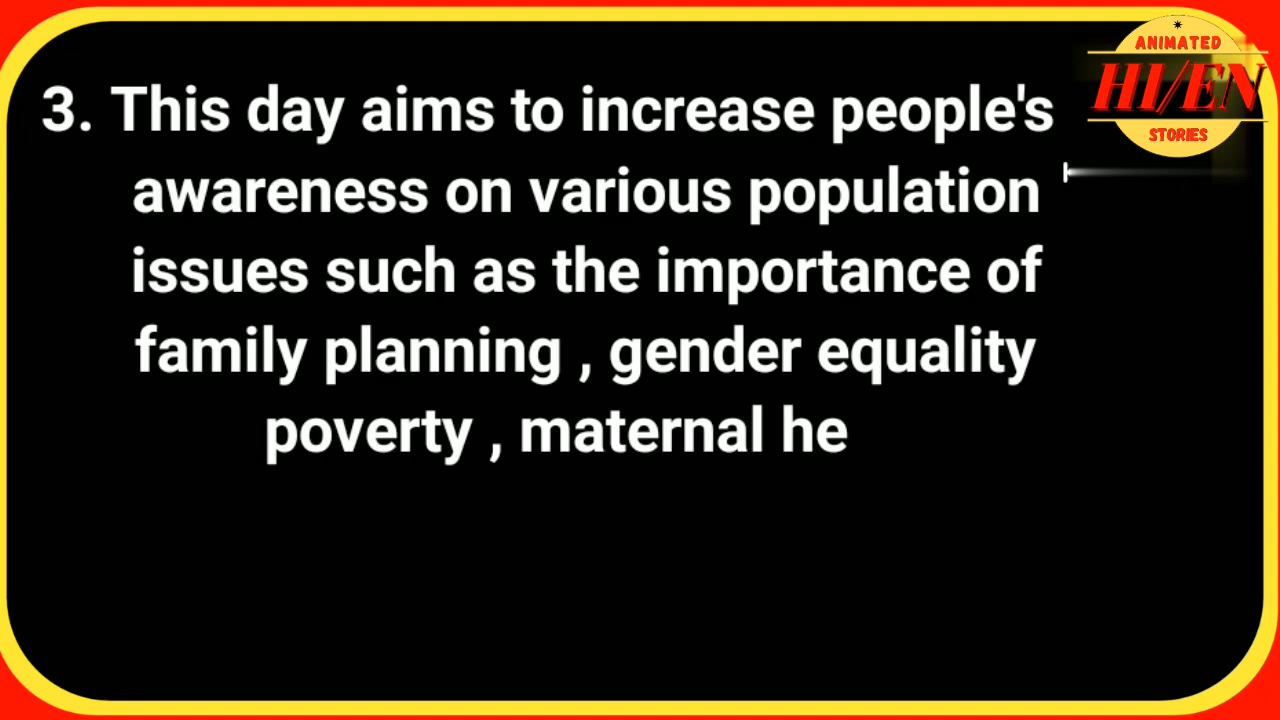 3. This day aims to increase people's
awareness on various population
issues such as the importance of
family planning , gender equality
poverty , maternal he
ANIMATED
HI/EN
STORIES